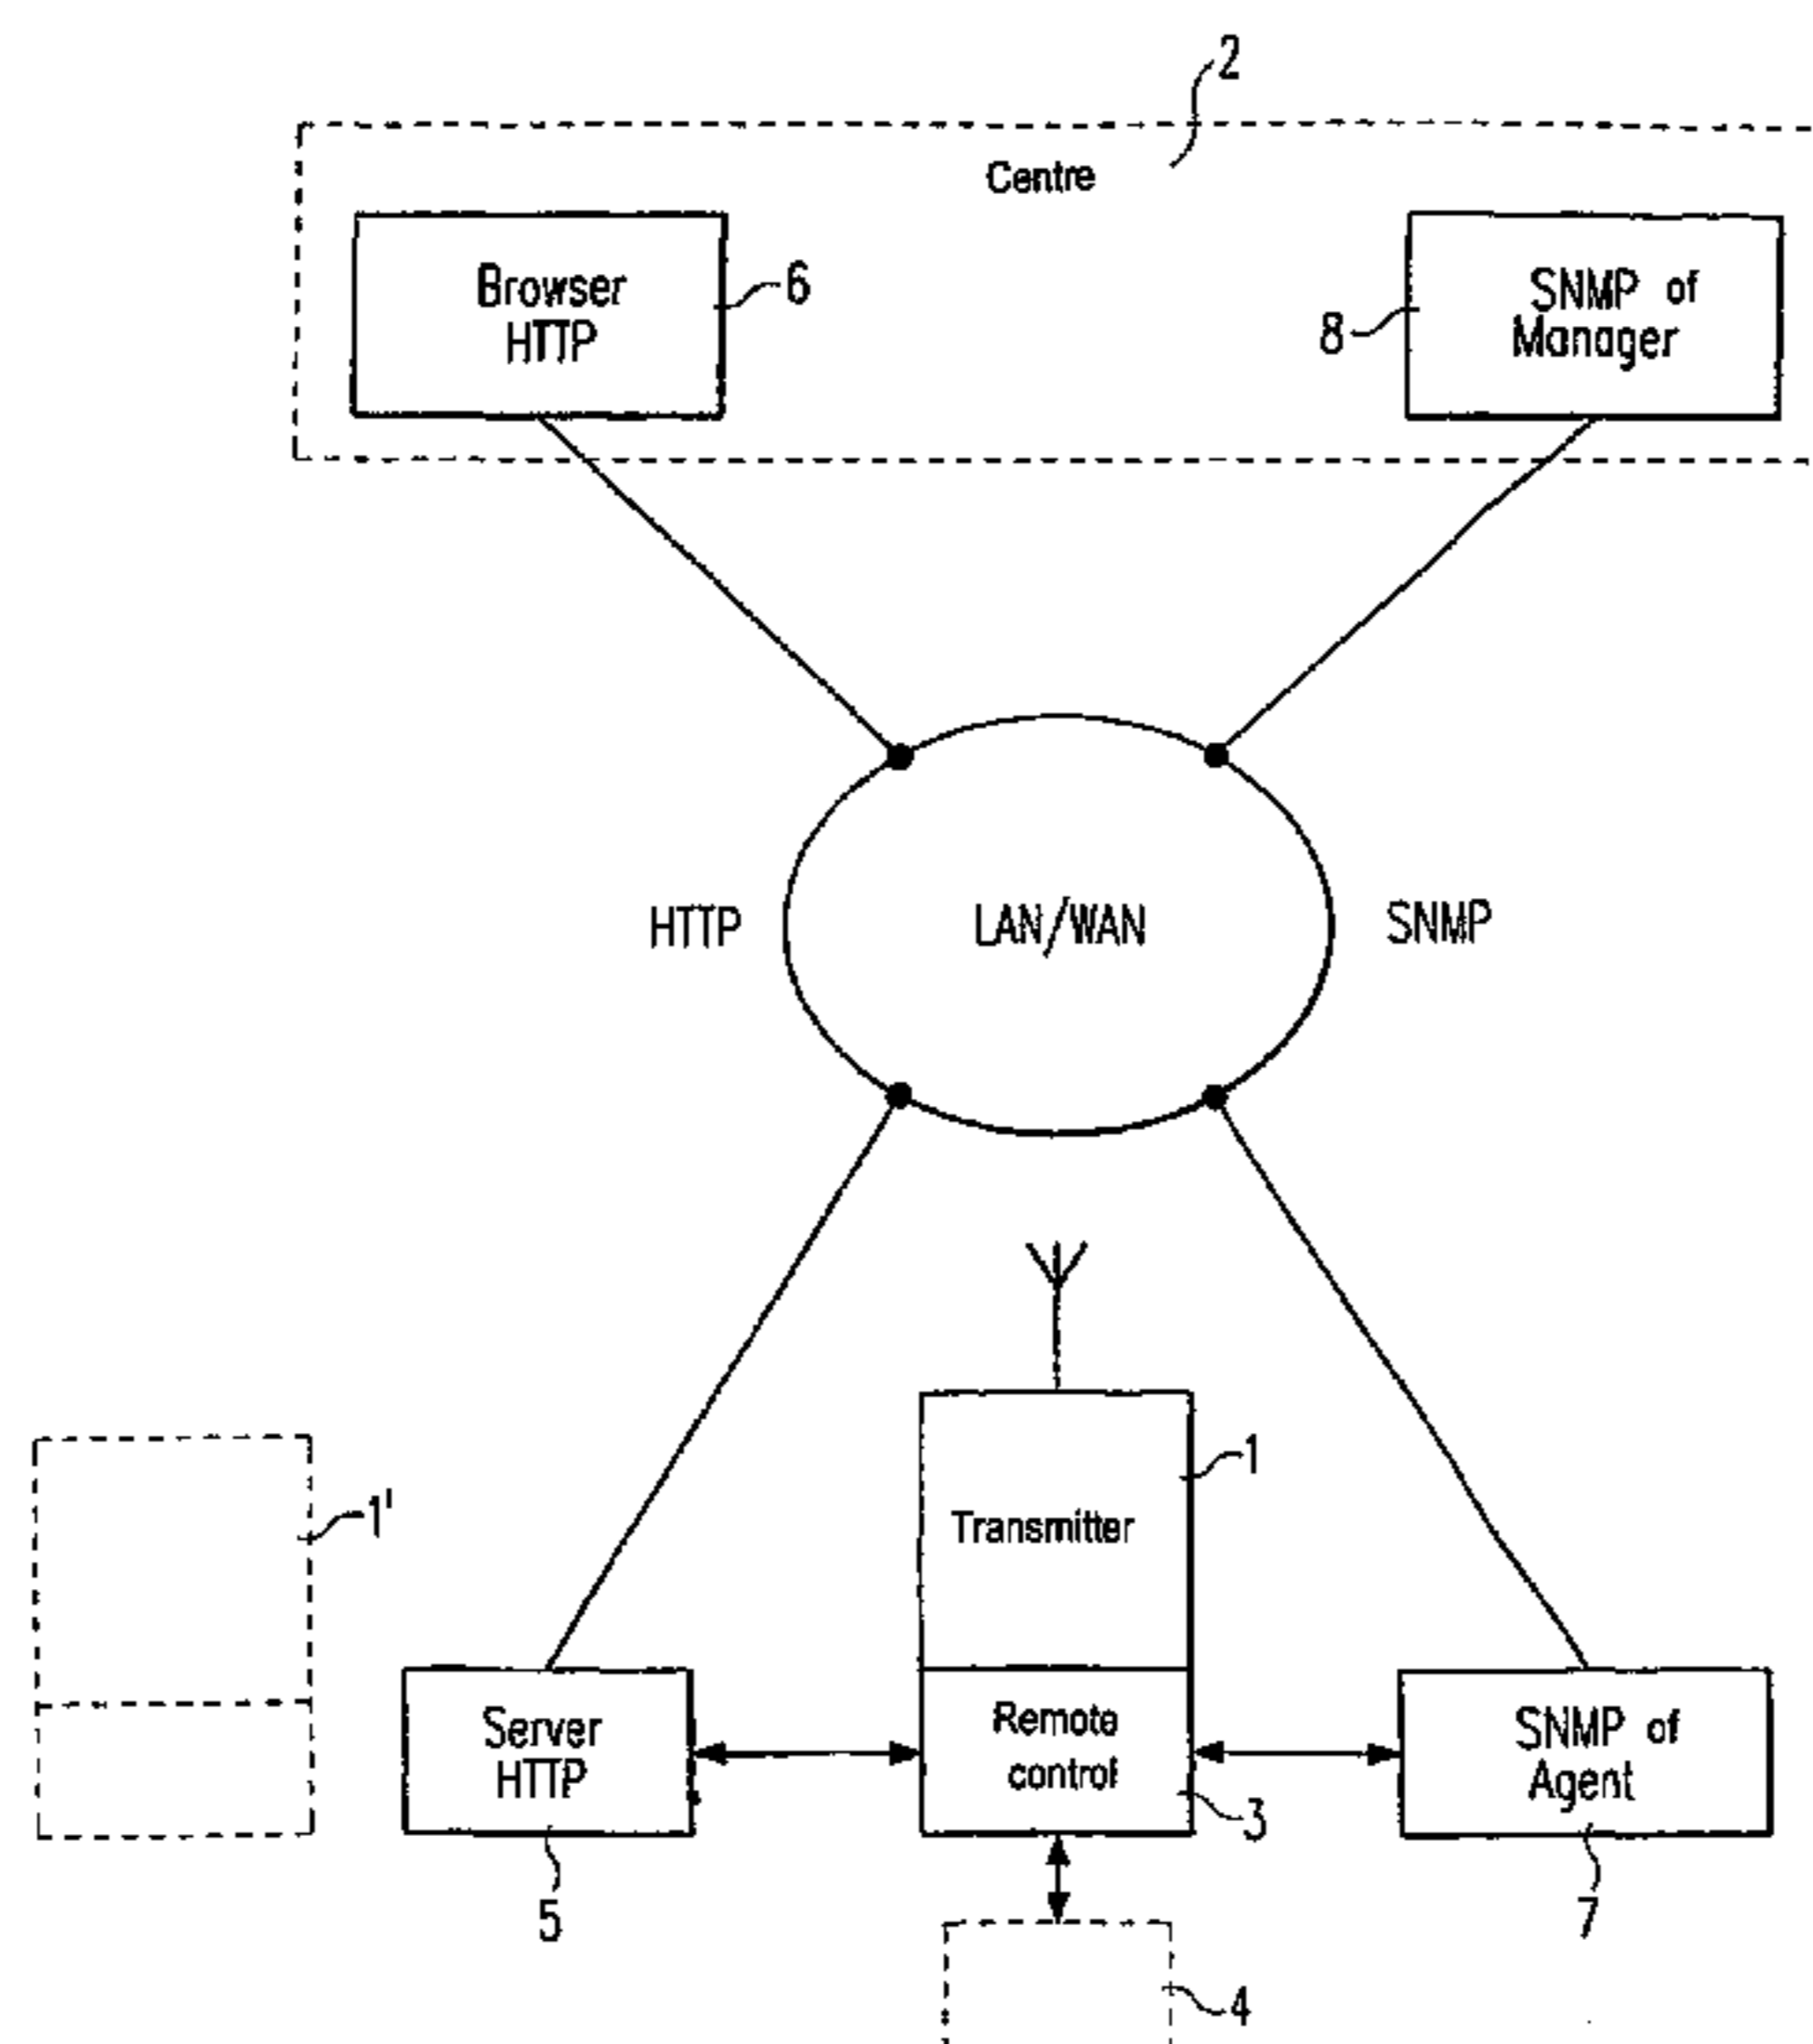 2
Centre
Browser
HTTP
6
SNMP of
Manager
8
HTTP
LAN/WAN
SNMP
1
Transmitter
1'
Server
HTTP
Remote
control
SNMP of
Agent
3
5
7
4